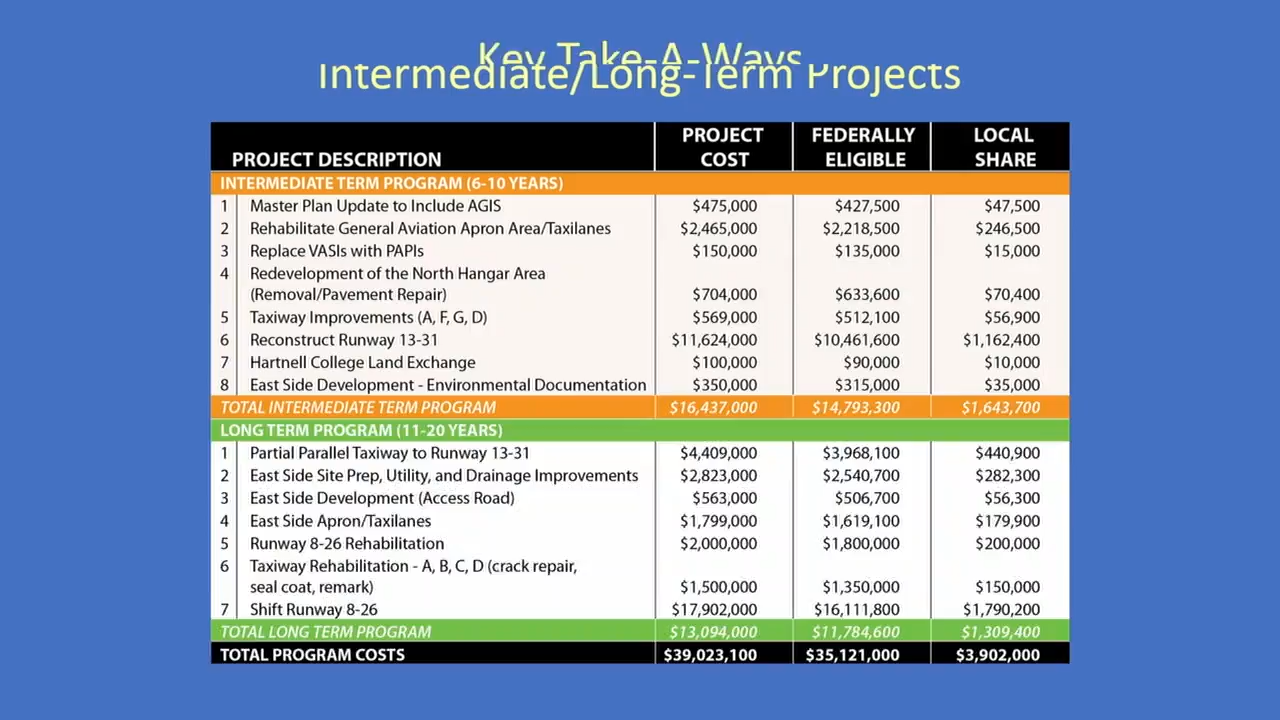 Key Take-A-Ways
Intermediate/Long-Term Projects
PROJECT DESCRIPTION PROJECT COST FEDERALLY ELIGIBLE LOCAL SHARE
INTERMEDIATE TERM PROGRAM (6-10 YEARS)
1 Master Plan Update to Include AGIS $475,000 $427,500 $47,500
2 Rehabilitate General Aviation Apron Area/Taxilanes $2,465,000 $2,218,500 $246,500
3 Replace VASIs with PAPIs $150,000 $135,000 $15,000
4 Redevelopment of the North Hangar Area
(Removal/Pavement Repair) $704,000 $633,600 $70,400
5 Taxiway Improvements (A, F, G, D) $569,000 $512,100 $56,900
6 Reconstruct Runway 13-31 $11,624,000 $10,461,600 $1,162,400
7 Hartnell College Land Exchange $100,000 $90,000 $10,000
8 East Side Development - Environmental Documentation $350,000 $315,000 $35,000
TOTAL INTERMEDIATE TERM PROGRAM $16,437,000 $14,793,300 $1,643,700
LONG TERM PROGRAM (11-20 YEARS)
1 Partial Parallel Taxiway to Runway 13-31 $4,409,000 $3,968,100 $440,900
2 East Side Site Prep, Utility, and Drainage Improvements $2,823,000 $2,540,700 $282,300
3 East Side Development (Access Road) $563,000 $506,700 $56,300
4 East Side Apron/Taxilanes $1,799,000 $1,619,100 $179,900
5 Runway 8-26 Rehabilitation $2,000,000 $1,800,000 $200,000
6 Taxiway Rehabilitation - A, B, C, D (crack repair,
seal coat, remark) $1,500,000 $1,350,000 $150,000
7 Shift Runway 8-26 $17,902,000 $16,111,800 $1,790,200
TOTAL LONG TERM PROGRAM $13,094,000 $11,784,600 $1,309,400
TOTAL PROGRAM COSTS $39,023,100 $35,121,000 $3,902,000